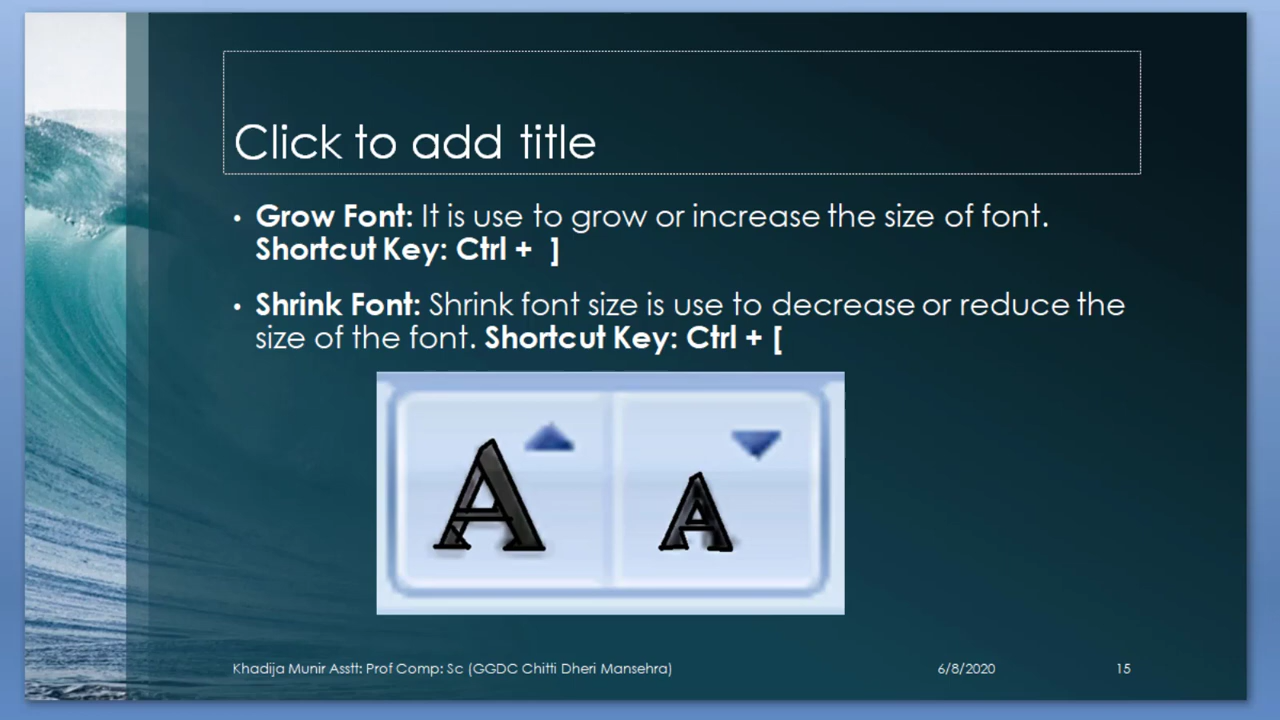 Click to add title
• Grow Font: It is use to grow or increase the size of font.
Shortcut Key: Ctrl + ]
• Shrink Font: Shrink font size is use to decrease or reduce the
size of the font. Shortcut Key: Ctrl + [
A A
Khadija Munir Asstt: Prof Comp: Sc (GGDC Chitti Dheri Mansehra) 6/8/2020 15